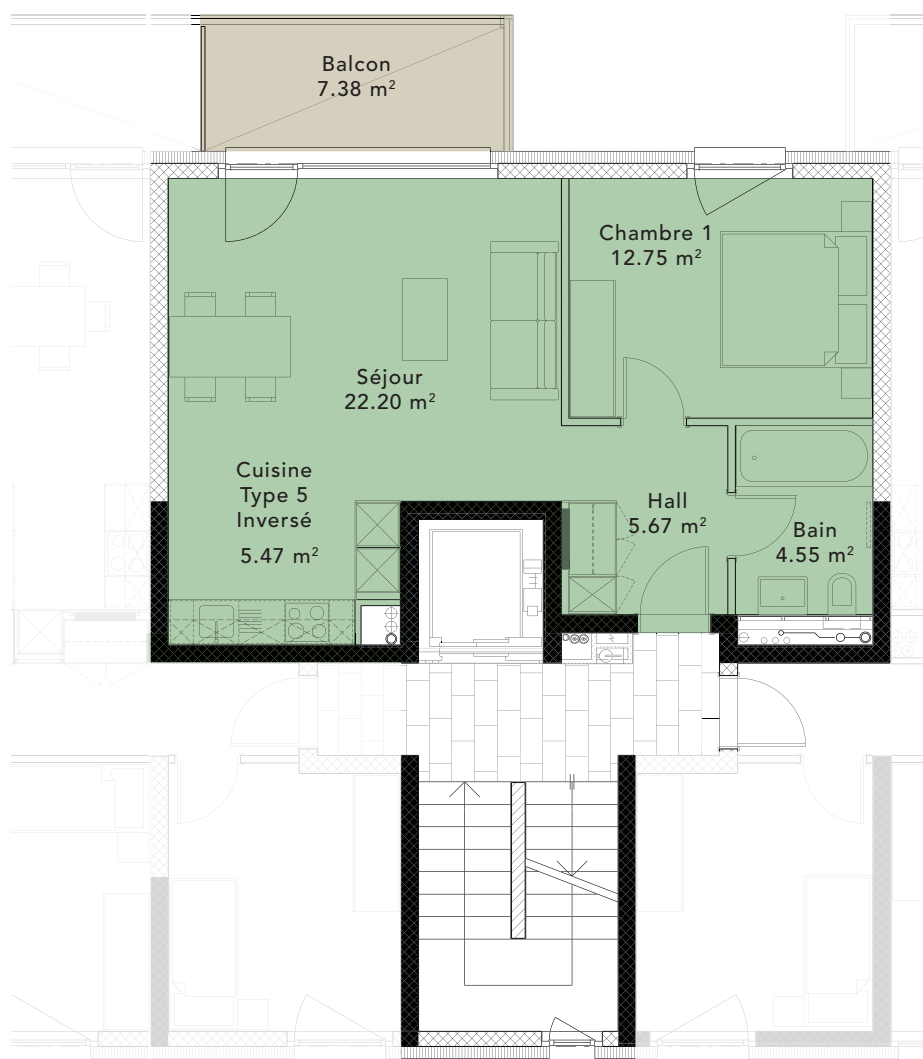 Balcon
7.38 m²
Chambre 1
12.75 m²
Séjour
22.20 m²
Cuisine
Type 5
Inversé
5.47 m²
Hall
5.67 m²
Bain
4.55 m²